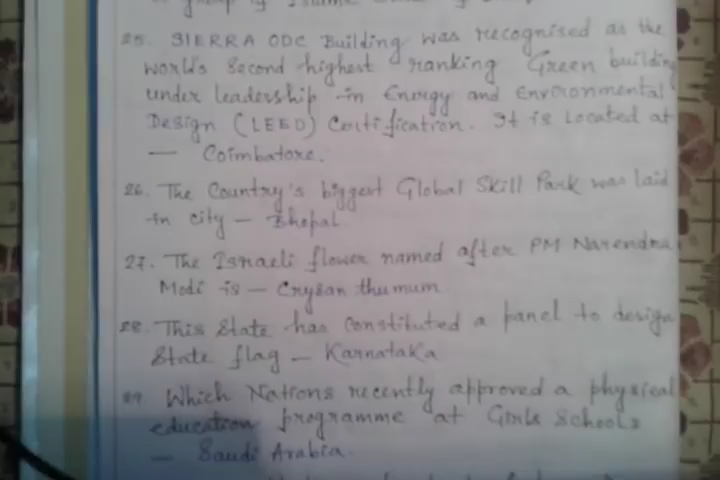 25. SIERRA ODC Building was recognised as the
world's Second highest ranking Green building
under leadership in Energy and Environmental
Design (LEED) Certification. It is Located at
— Coimbatore.
26. The Country's biggest Global Skill Park was laid
in city – Bhopal
27. The Israeli flower named after PM Narendra
Modi is – Crysan thumum
28. This State has Constituted a panel to design
State flag – Karnataka
29. Which Nations recently approved a physical
education programme at Girls Schools
– Saudi Arabia.